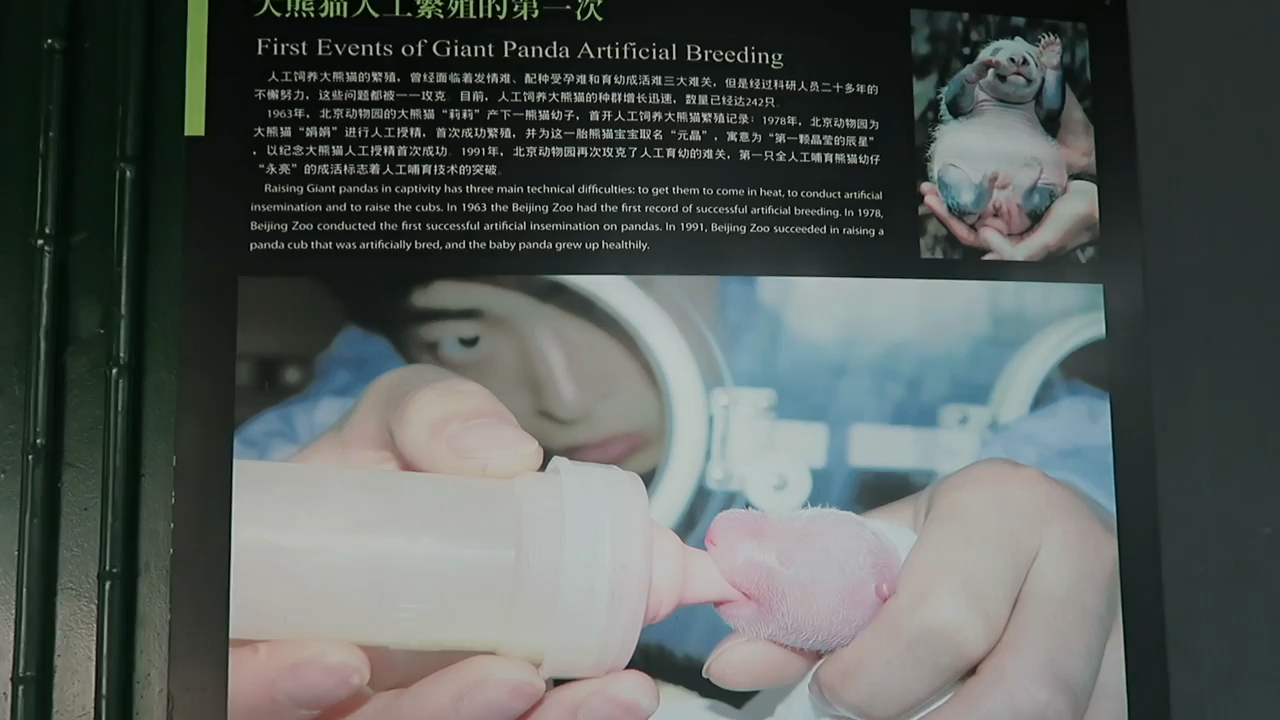 大熊猫人工繁殖的第一次
First Events of Giant Panda Artificial Breeding
人工饲养大熊猫的繁殖，曾经面临着发情难、配种受孕难和育幼成活难三大难关，但是经过科研人员二十多年的
不懈努力，这些问题都被一一攻克。目前，人工饲养大熊猫的种群增长迅速，数量已经达242只。
1963年，北京动物园的大熊猫“莉莉”产下一熊猫幼子，首开人工饲养大熊猫繁殖记录；1978年，北京动物园为
大熊猫“娟娟”进行人工授精，首次成功繁殖，并为这一胎熊猫宝宝取名“元晶”，寓意为“第一颗晶莹的辰星”
，以纪念大熊猫人工授精首次成功。1991年，北京动物园再次攻克了人工育幼的难关，第一只全人工哺育熊猫幼仔
“永亮”的成活标志着人工哺育技术的突破。
Raising Giant pandas in captivity has three main technical difficulties: to get them to come in heat, to conduct artificial
insemination and to raise the cubs. In 1963 the Beijing Zoo had the first record of successful artificial breeding. In 1978,
Beijing Zoo conducted the first successful artificial insemination on pandas. In 1991, Beijing Zoo succeeded in raising a
panda cub that was artificially bred, and the baby panda grew up healthily.